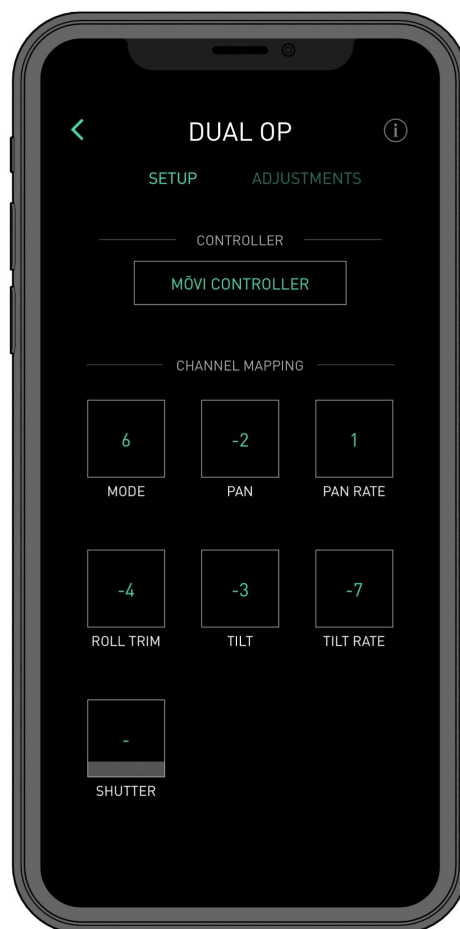 DUAL OP
i
SETUP ADJUSTMENTS
CONTROLLER
MŌVI CONTROLLER
CHANNEL MAPPING
6 -2 1
MODE PAN PAN RATE
-4 -3 -7
ROLL TRIM TILT TILT RATE
-
SHUTTER